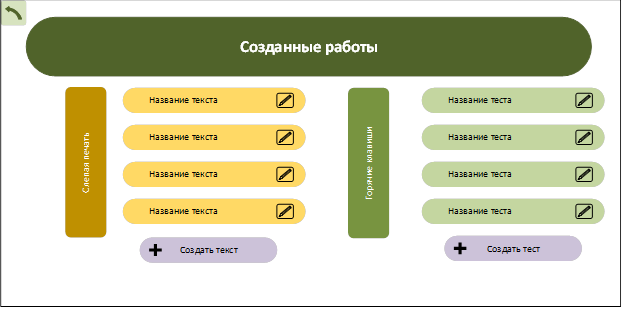 Созданные работы
Слепая печать
Название текста
Название текста
Название текста
Название текста
Создать текст
Горячие клавиши
Название теста
Название теста
Название теста
Название теста
Создать тест